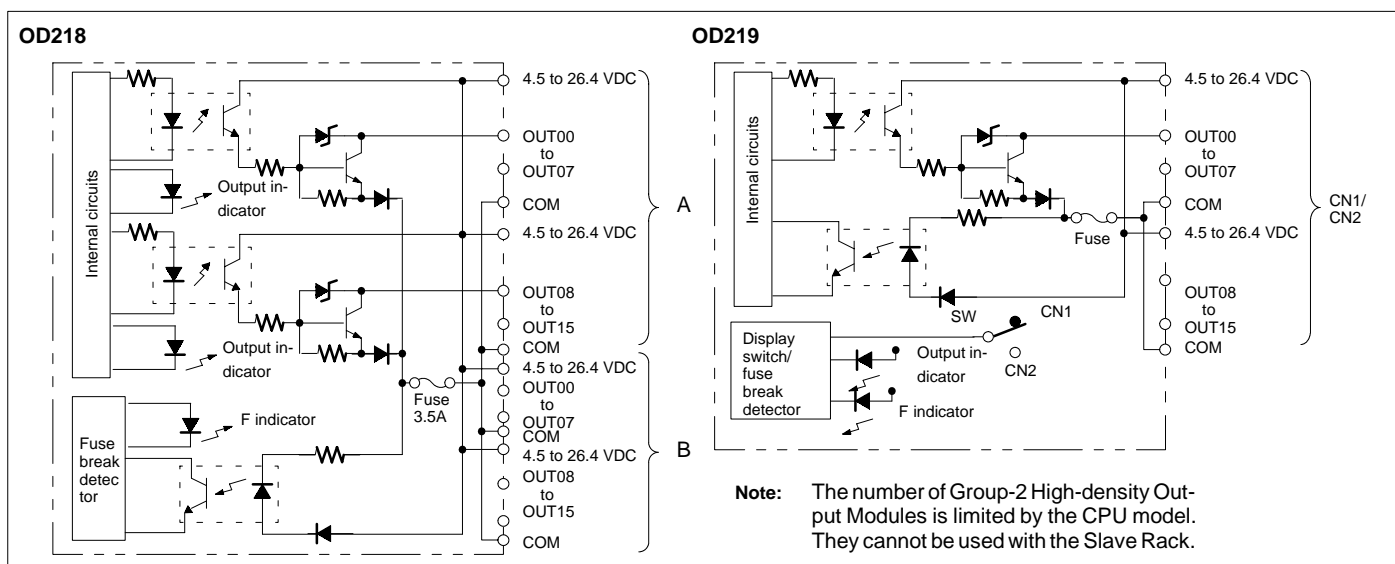 OD218
Internal circuits
Output in-
dicator
Output in-
dicator
Fuse
break
detec
tor
F indicator
Fuse
3.5A
4.5 to 26.4 VDC
OUT00
to
OUT07
COM
4.5 to 26.4 VDC
OUT08
to
OUT15
COM
4.5 to 26.4 VDC
OUT00
to
OUT07
COM
4.5 to 26.4 VDC
OUT08
to
OUT15
COM
A
B
OD219
Internal circuits
Fuse
SW
CN1
CN2
Display
switch/
fuse
break
detector
Output in-
dicator
F indicator
4.5 to 26.4 VDC
OUT00
to
OUT07
COM
4.5 to 26.4 VDC
OUT08
to
OUT15
COM
CN1/
CN2
Note: The number of Group-2 High-density Out-
put Modules is limited by the CPU model.
They cannot be used with the Slave Rack.